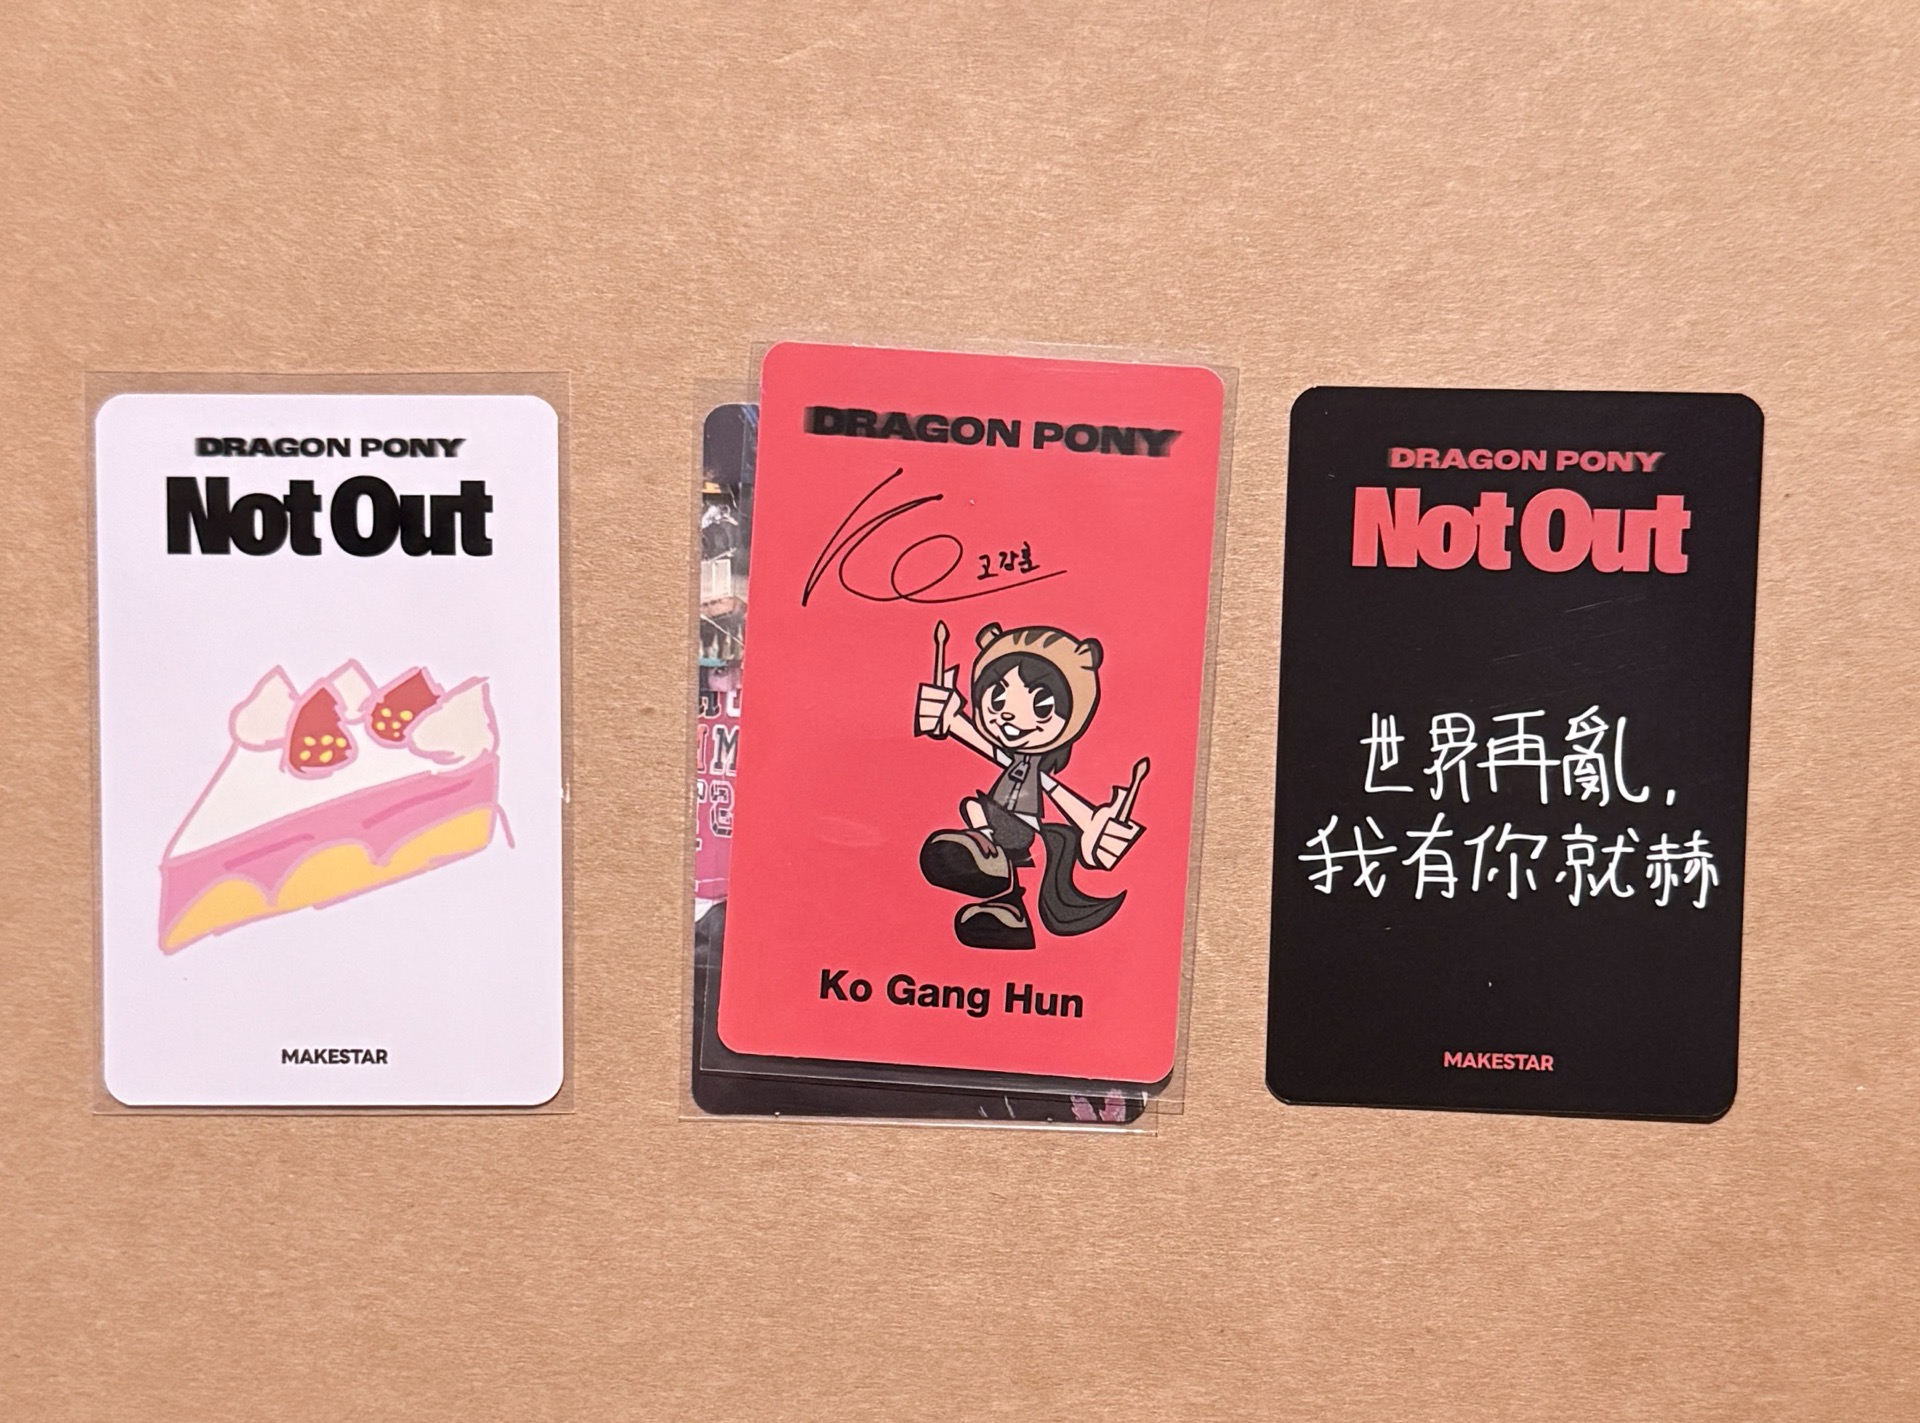 DRAGON PONY
Not Out
MAKESTAR
DRAGON PONY
고강훈
Ko Gang Hun
DRAGON PONY
Not Out
世界再亂,
我有你就赫
MAKESTAR